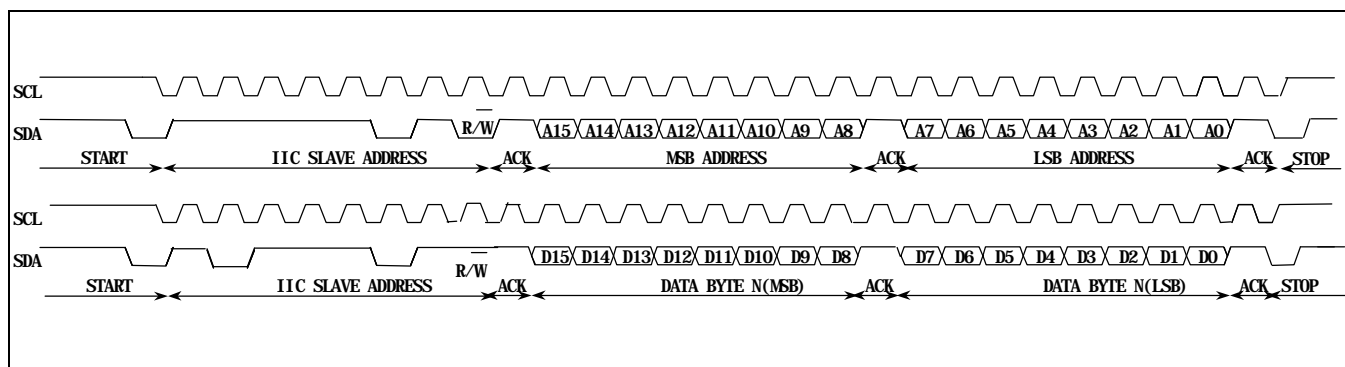 SCL
SDA R/W A15 A14 A13 A12 A11 A10 A9 A8 A7 A6 A5 A4 A3 A2 A1 A0
START IIC SLAVE ADDRESS ACK MSB ADDRESS ACK LSB ADDRESS ACK STOP
SCL
SDA R/W D15 D14 D13 D12 D11 D10 D9 D8 D7 D6 D5 D4 D3 D2 D1 D0
START IIC SLAVE ADDRESS ACK DATA BYTE N(MSB) ACK DATA BYTE N(LSB) ACK STOP